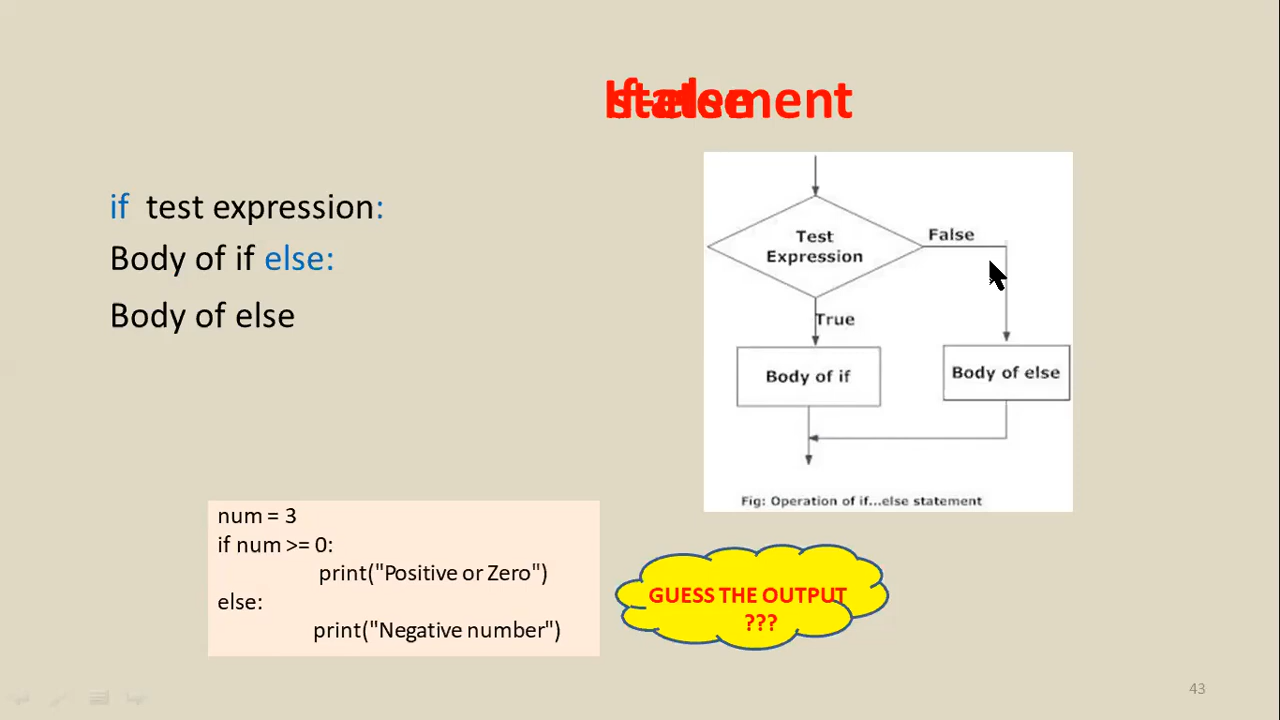 If-else
statement
if test expression:
Body of if else:
Body of else
Test
Expression
False
True
Body of if
Body of else
Fig: Operation of if...else statement
num = 3
if num >= 0:
print("Positive or Zero")
else:
print("Negative number")
GUESS THE OUTPUT
???
43